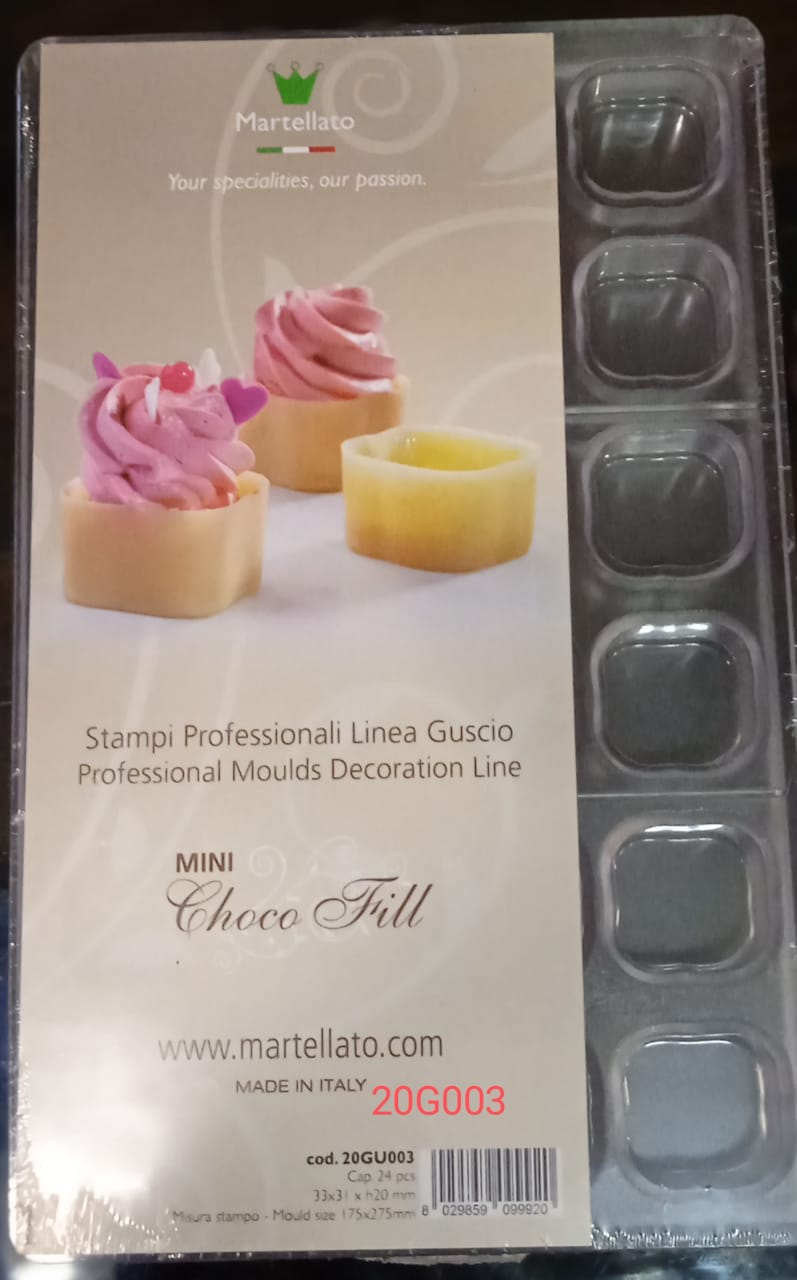 Martellato
Your specialities, our passion.
Stampi Professionali Linea Guscio
Professional Moulds Decoration Line
MINI
Choco Fill
www.martellato.com
MADE IN ITALY
20G003
cod. 20GU003
Cap. 24 pcs
33x31 x h20 mm
Misura stampo - Mould size 175x275mm
8 029859 099920